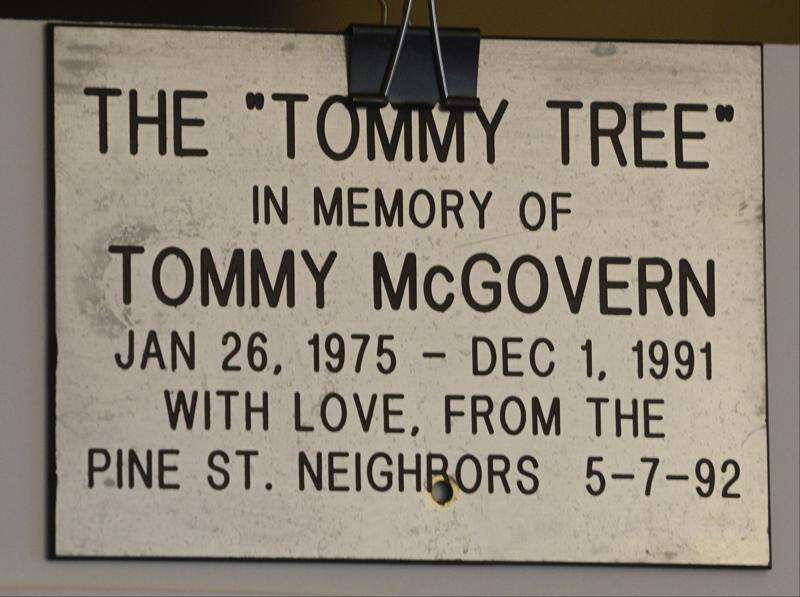 THE "TOMMY TREE"
IN MEMORY OF
TOMMY McGOVERN
JAN 26, 1975 - DEC 1, 1991
WITH LOVE, FROM THE
PINE ST. NEIGHBORS 5-7-92